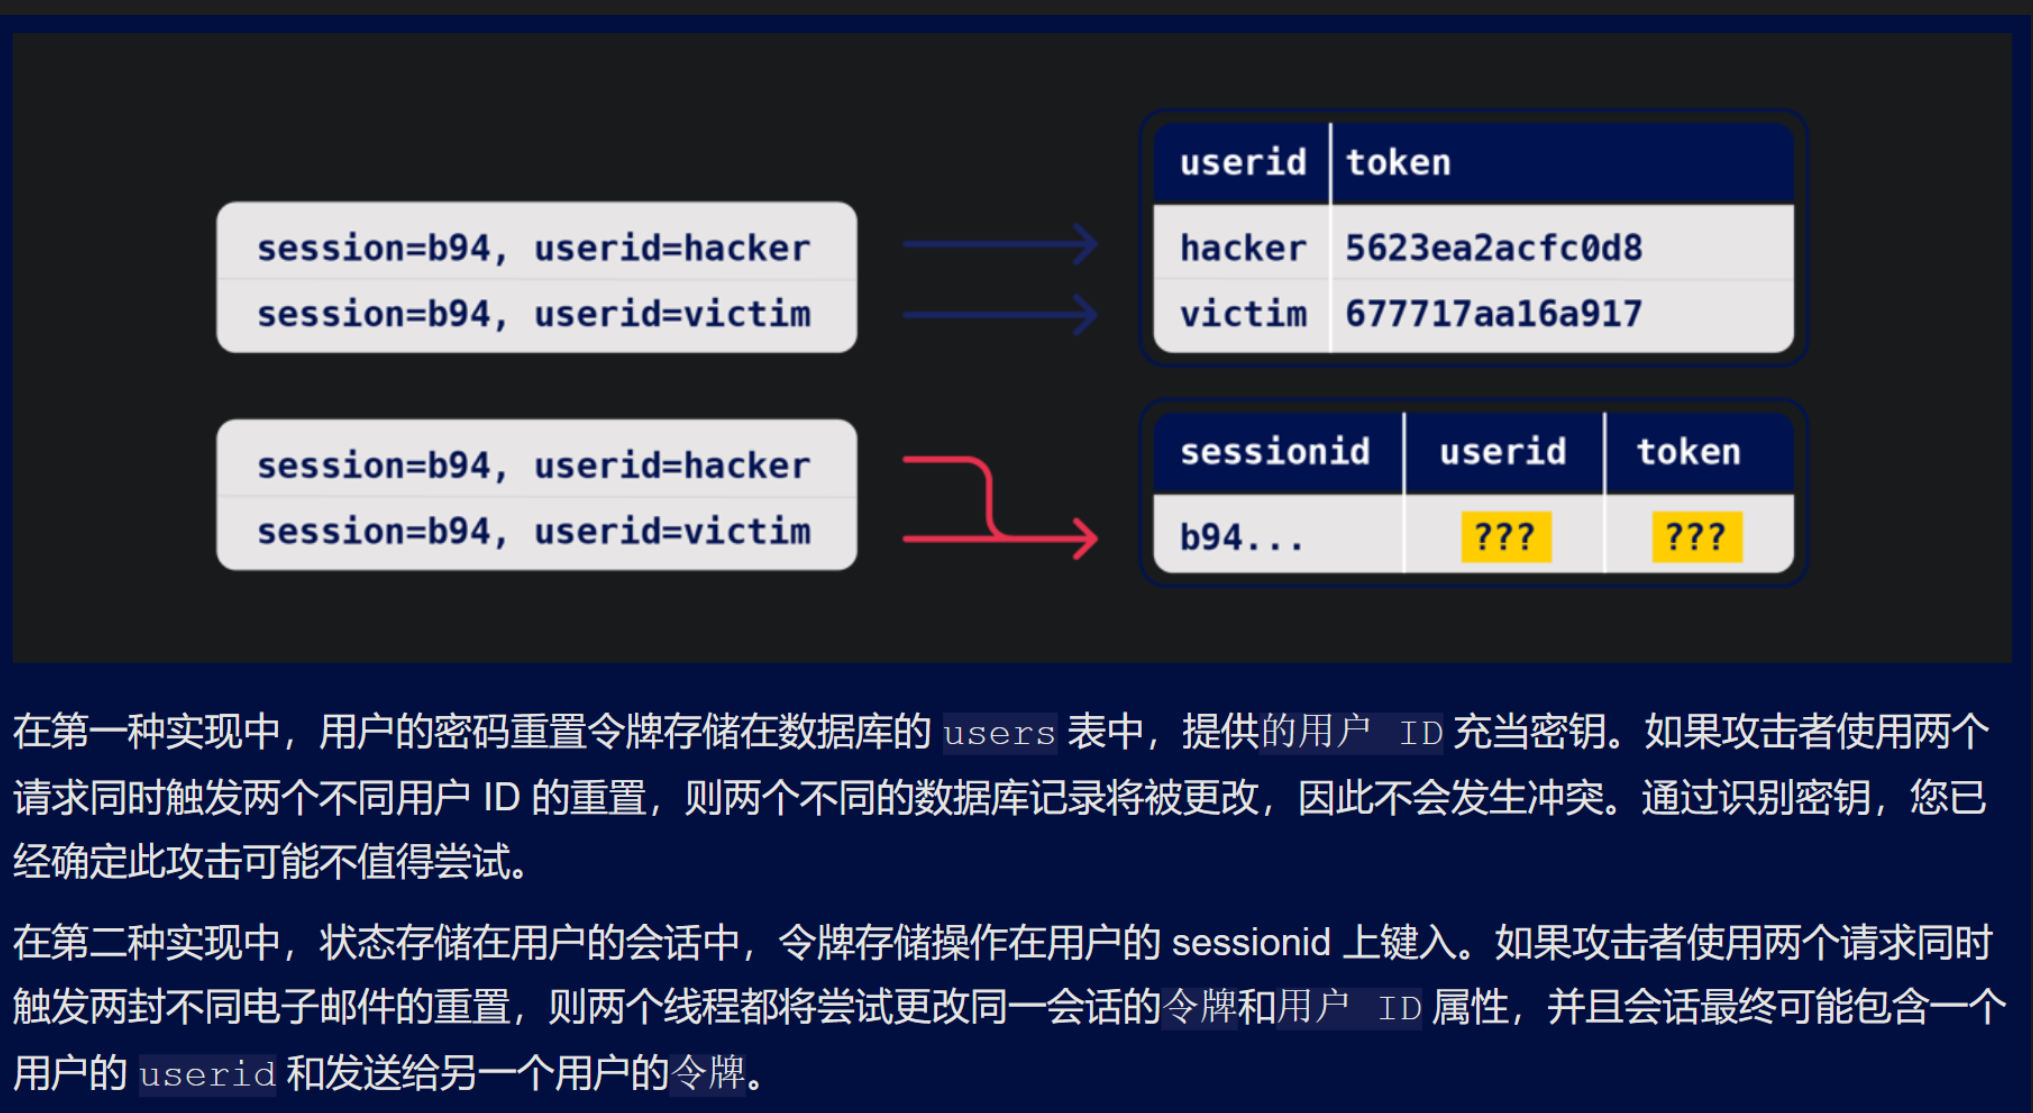 userid token
session=b94, userid=hacker
hacker 5623ea2acfc0d8
session=b94, userid=victim
victim 677717aa16a917
sessionid userid token
session=b94, userid=hacker
session=b94, userid=victim
b94... ??? ???
在第一种实现中，用户的密码重置令牌存储在数据库的 users 表中，提供的用户 ID 充当密钥。如果攻击者使用两个
请求同时触发两个不同用户 ID 的重置，则两个不同的数据库记录将被更改，因此不会发生冲突。通过识别密钥，您已
经确定此攻击可能不值得尝试。
在第二种实现中，状态存储在用户的会话中，令牌存储操作在用户的 sessionid 上键入。如果攻击者使用两个请求同时
触发两封不同电子邮件的重置，则两个线程都将尝试更改同一会话的令牌和用户 ID 属性，并且会话最终可能包含一个
用户的 userid 和发送给另一个用户的令牌。